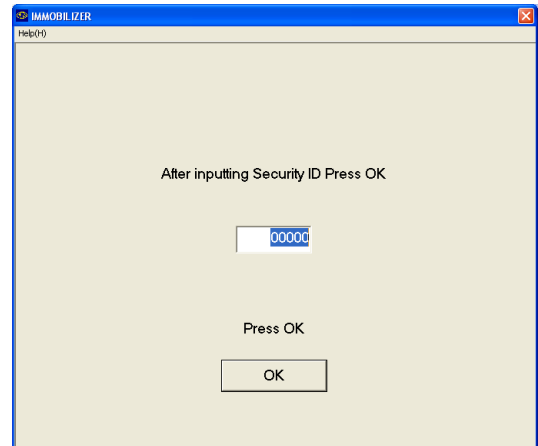 IMMOBILIZER
Help(H)
After inputting Security ID Press OK
00000
Press OK
OK